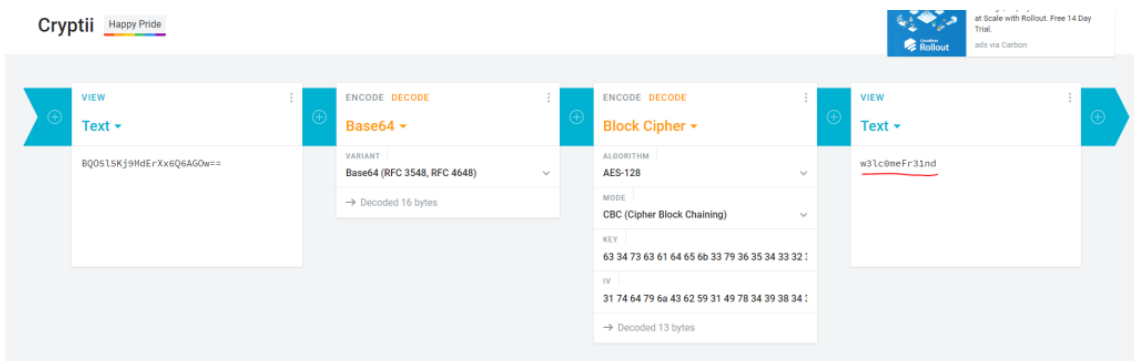 Cryptii Happy Pride
at Scale with Rollout. Free 14 Day
Trial.
ads via Carbon
CloudBees
Rollout
VIEW
Text
BQO5lSKj9MdErXx6Q6AGOw==
ENCODE DECODE
Base64
VARIANT
Base64 (RFC 3548, RFC 4648)
→ Decoded 16 bytes
ENCODE DECODE
Block Cipher
ALGORITHM
AES-128
MODE
CBC (Cipher Block Chaining)
KEY
63 34 73 63 61 64 65 6b 33 79 36 35 34 33 32
IV
31 74 64 79 6a 43 62 59 31 49 78 34 39 38 34
→ Decoded 13 bytes
VIEW
Text
w3lc0meFr31nd